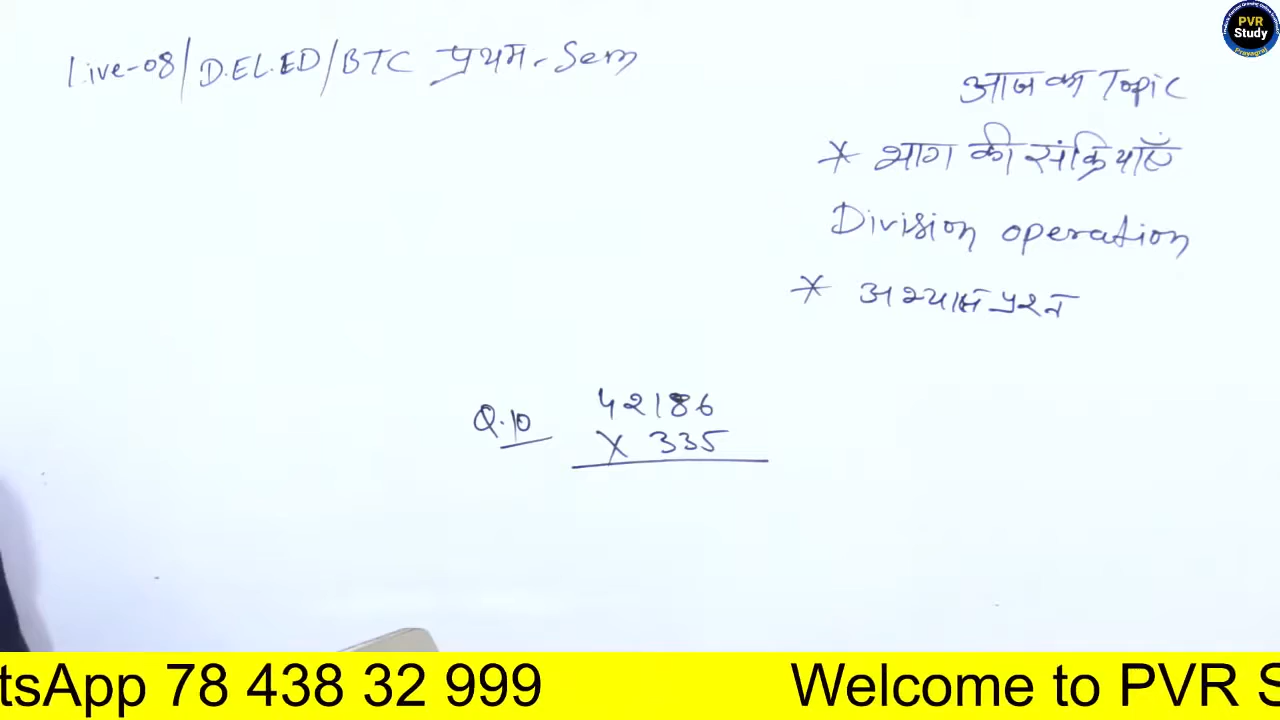 Live-08/D.EL.ED/BTC प्रथम - Sem
PVR
Study
Prayagraj
आज का Topic
* भाग की संक्रियाएँ
Division operation
* अभ्यास प्रश्न
Q.10 42186
X 335
tsApp 78 438 32 999 Welcome to PVR S